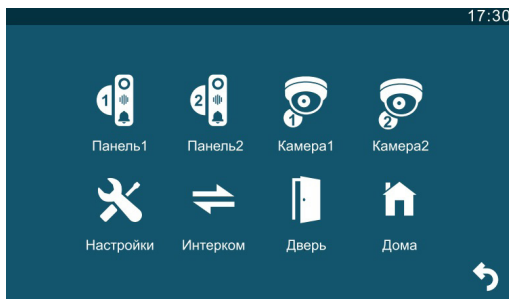 17:30
1 2 1 2
Панель1 Панель2 Камера1 Камера2
Настройки Интерком Дверь Дома